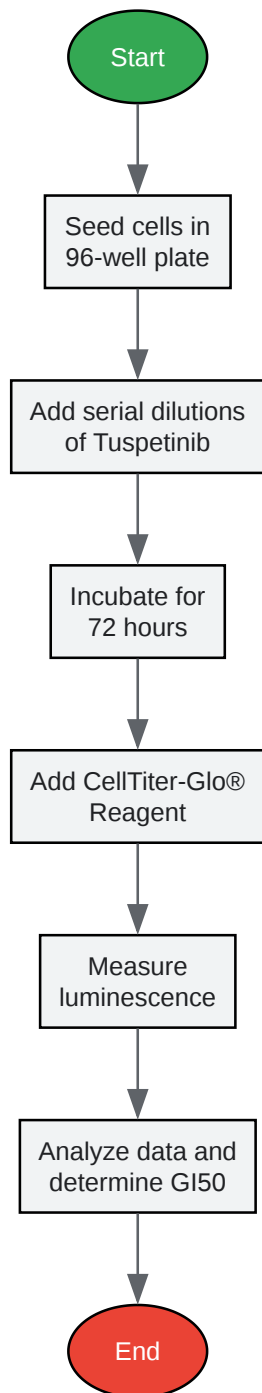 Start
Seed cells in
96-well plate
Add serial dilutions
of Tuspetinib
Incubate for
72 hours
Add CellTiter-Glo®
Reagent
Measure
luminescence
Analyze data and
determine GI50
End